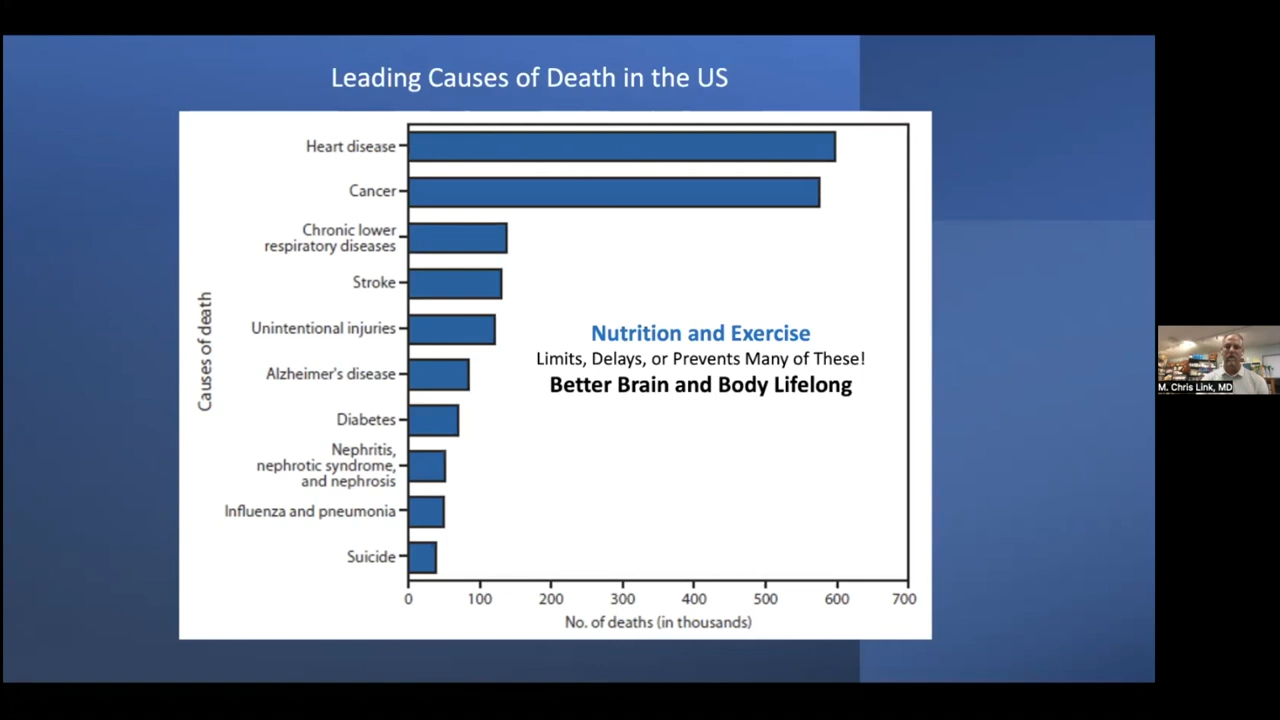 Leading Causes of Death in the US
Heart disease
Cancer
Chronic lower
respiratory diseases
Stroke
Unintentional injuries
Alzheimer's disease
Diabetes
Nephritis,
nephrotic syndrome,
and nephrosis
Influenza and pneumonia
Suicide
Causes of death
Nutrition and Exercise
Limits, Delays, or Prevents Many of These!
Better Brain and Body Lifelong
0 100 200 300 400 500 600 700
No. of deaths (in thousands)
M. Chris Link, MD